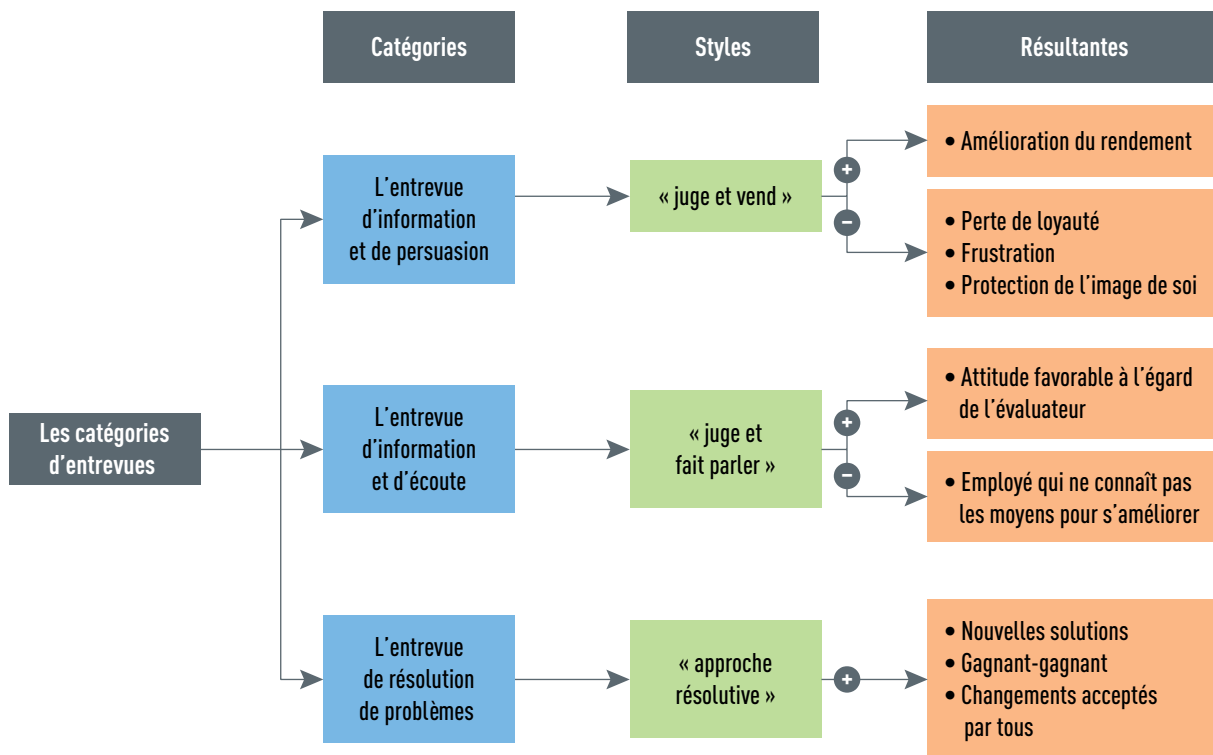 Catégories
Styles
Résultantes
Les catégories
d'entrevues
L'entrevue
d'information
et de persuasion
« juge et vend »
+
• Amélioration du rendement
−
• Perte de loyauté
• Frustration
• Protection de l'image de soi
L'entrevue
d'information
et d'écoute
« juge et
fait parler »
+
• Attitude favorable à l'égard
de l'évaluateur
−
• Employé qui ne connaît pas
les moyens pour s'améliorer
L'entrevue
de résolution
de problèmes
« approche
résolutive »
+
• Nouvelles solutions
• Gagnant-gagnant
• Changements acceptés
par tous